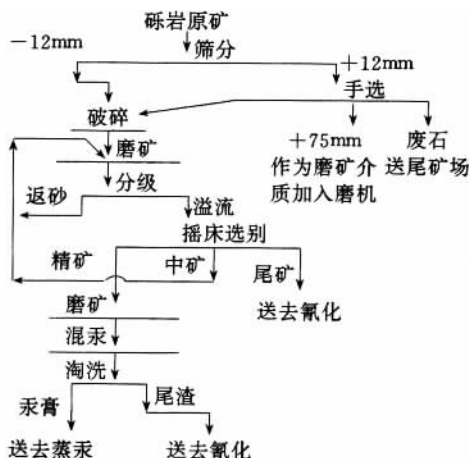 砾岩原矿
－12mm
筛分
＋12mm
手选
破碎
磨矿
＋75mm
作为磨矿介
质加入磨机
废石
送尾矿场
分级
返砂
溢流
摇床选别
精矿
中矿
尾矿
磨矿
送去氰化
混汞
淘洗
汞膏
尾渣
送去蒸汞
送去氰化